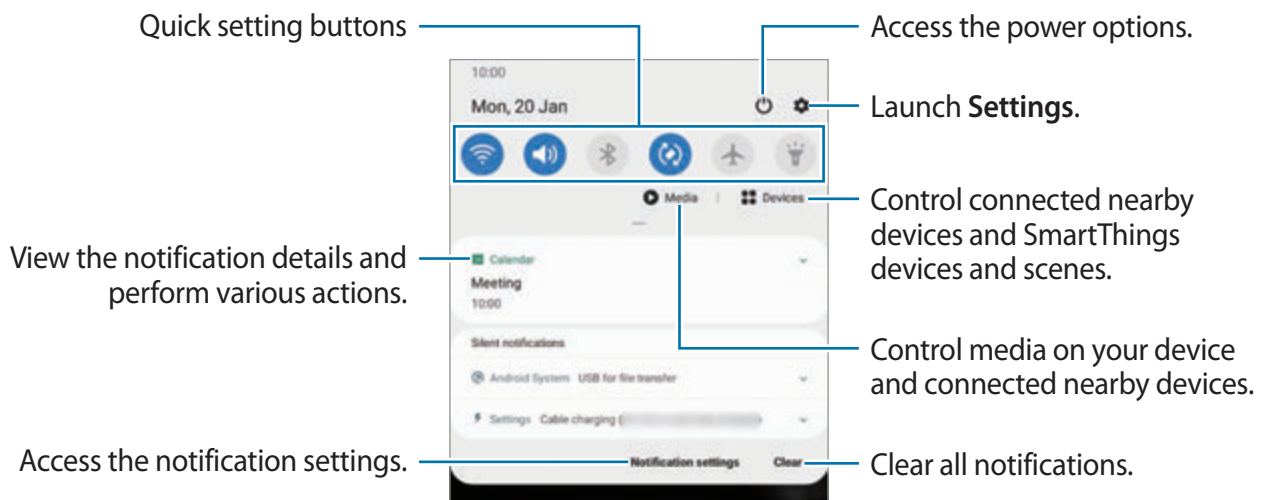 Quick setting buttons
Access the power options.
10:00
Mon, 20 Jan
Launch Settings.
Media
Devices
Control connected nearby
devices and SmartThings
devices and scenes.
View the notification details and
perform various actions.
Calendar
Meeting
10:00
Silent notifications
Android System USB for file transfer
Control media on your device
and connected nearby devices.
Settings Cable charging (
Access the notification settings.
Notification settings
Clear
Clear all notifications.